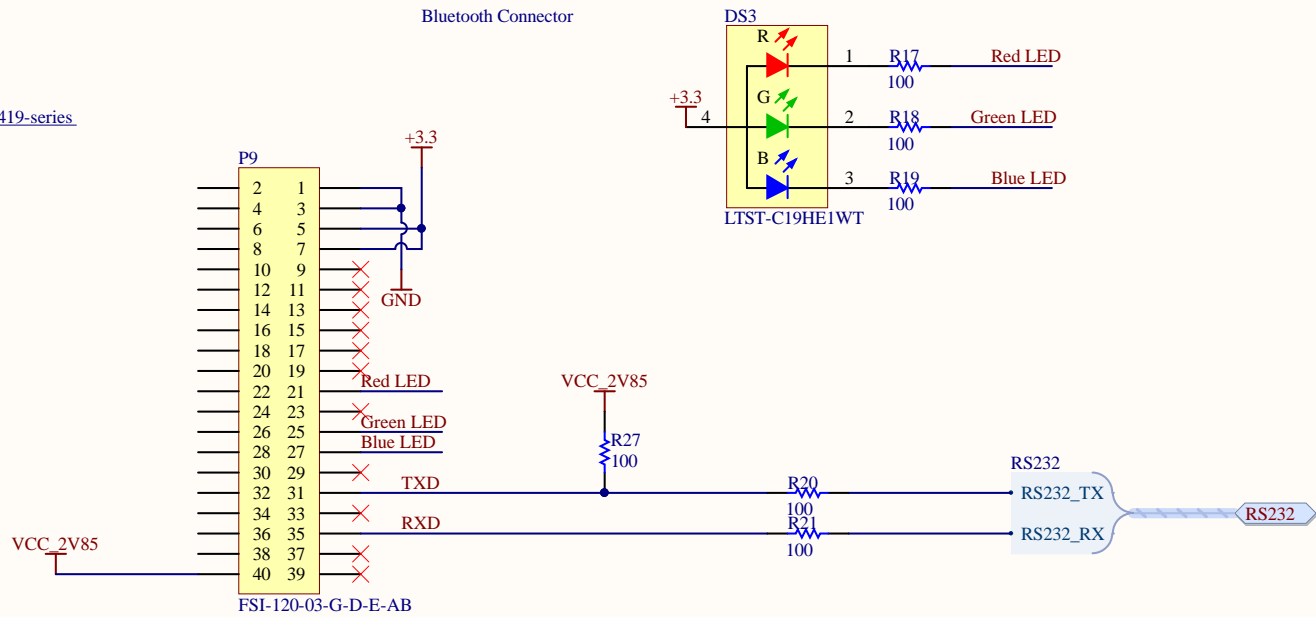 Bluetooth Connector
DS3
R
1
R17
Red LED
100
+3.3
4
G
2
R18
Green LED
100
B
3
R19
Blue LED
100
LTST-C19HE1WT
419-series
+3.3
P9
2 1
4 3
6 5
8 7
10 9
12 11
GND
14 13
16 15
18 17
20 19
22 21
Red LED
24 23
26 25
Green LED
28 27
Blue LED
30 29
32 31
TXD
34 33
36 35
RXD
38 37
40 39
VCC_2V85
FSI-120-03-G-D-E-AB
VCC_2V85
R27
100
R20
100
R21
100
RS232
RS232_TX
RS232_RX
RS232